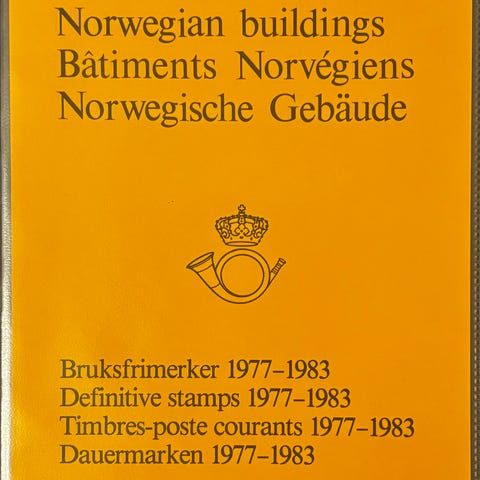 Norwegian buildings
Bâtiments Norvégiens
Norwegische Gebäude
Bruksfrimerker 1977–1983
Definitive stamps 1977–1983
Timbres-poste courants 1977–1983
Dauermarken 1977–1983